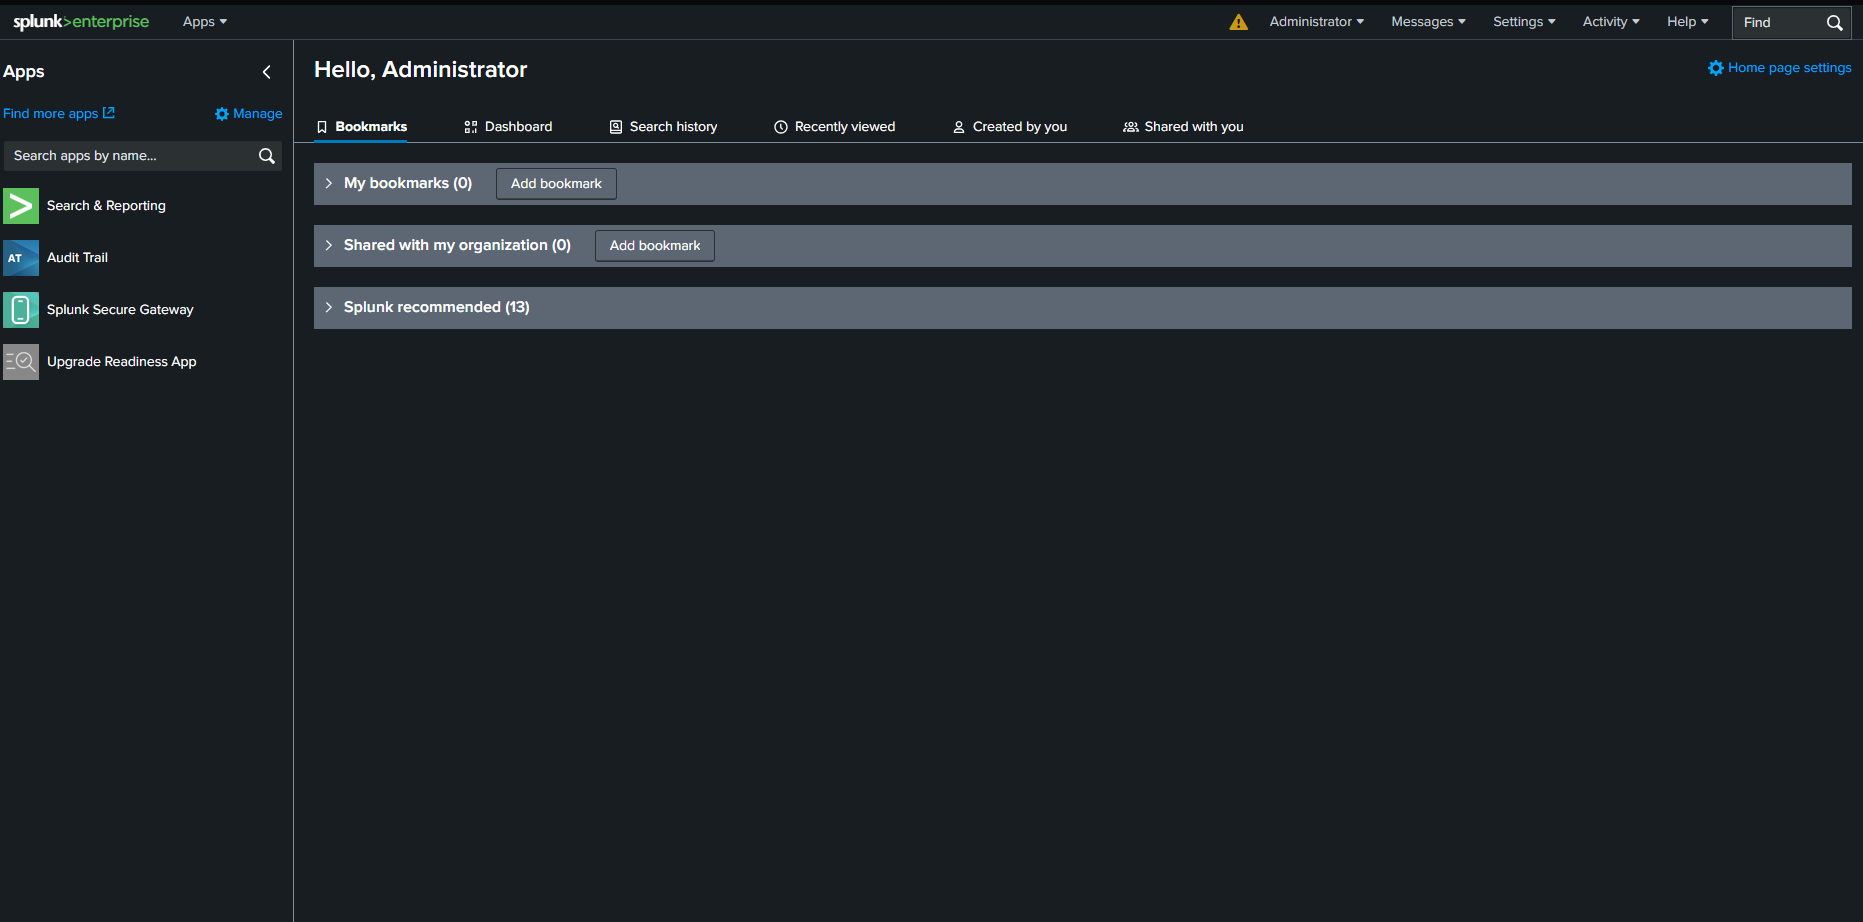 splunk>enterprise Apps Administrator Messages Settings Activity Help Find
Apps
Find more apps Manage
Search apps by name...
Search & Reporting
AT Audit Trail
Splunk Secure Gateway
Upgrade Readiness App
Hello, Administrator
Home page settings
Bookmarks Dashboard Search history Recently viewed Created by you Shared with you
My bookmarks (0) Add bookmark
Shared with my organization (0) Add bookmark
Splunk recommended (13)